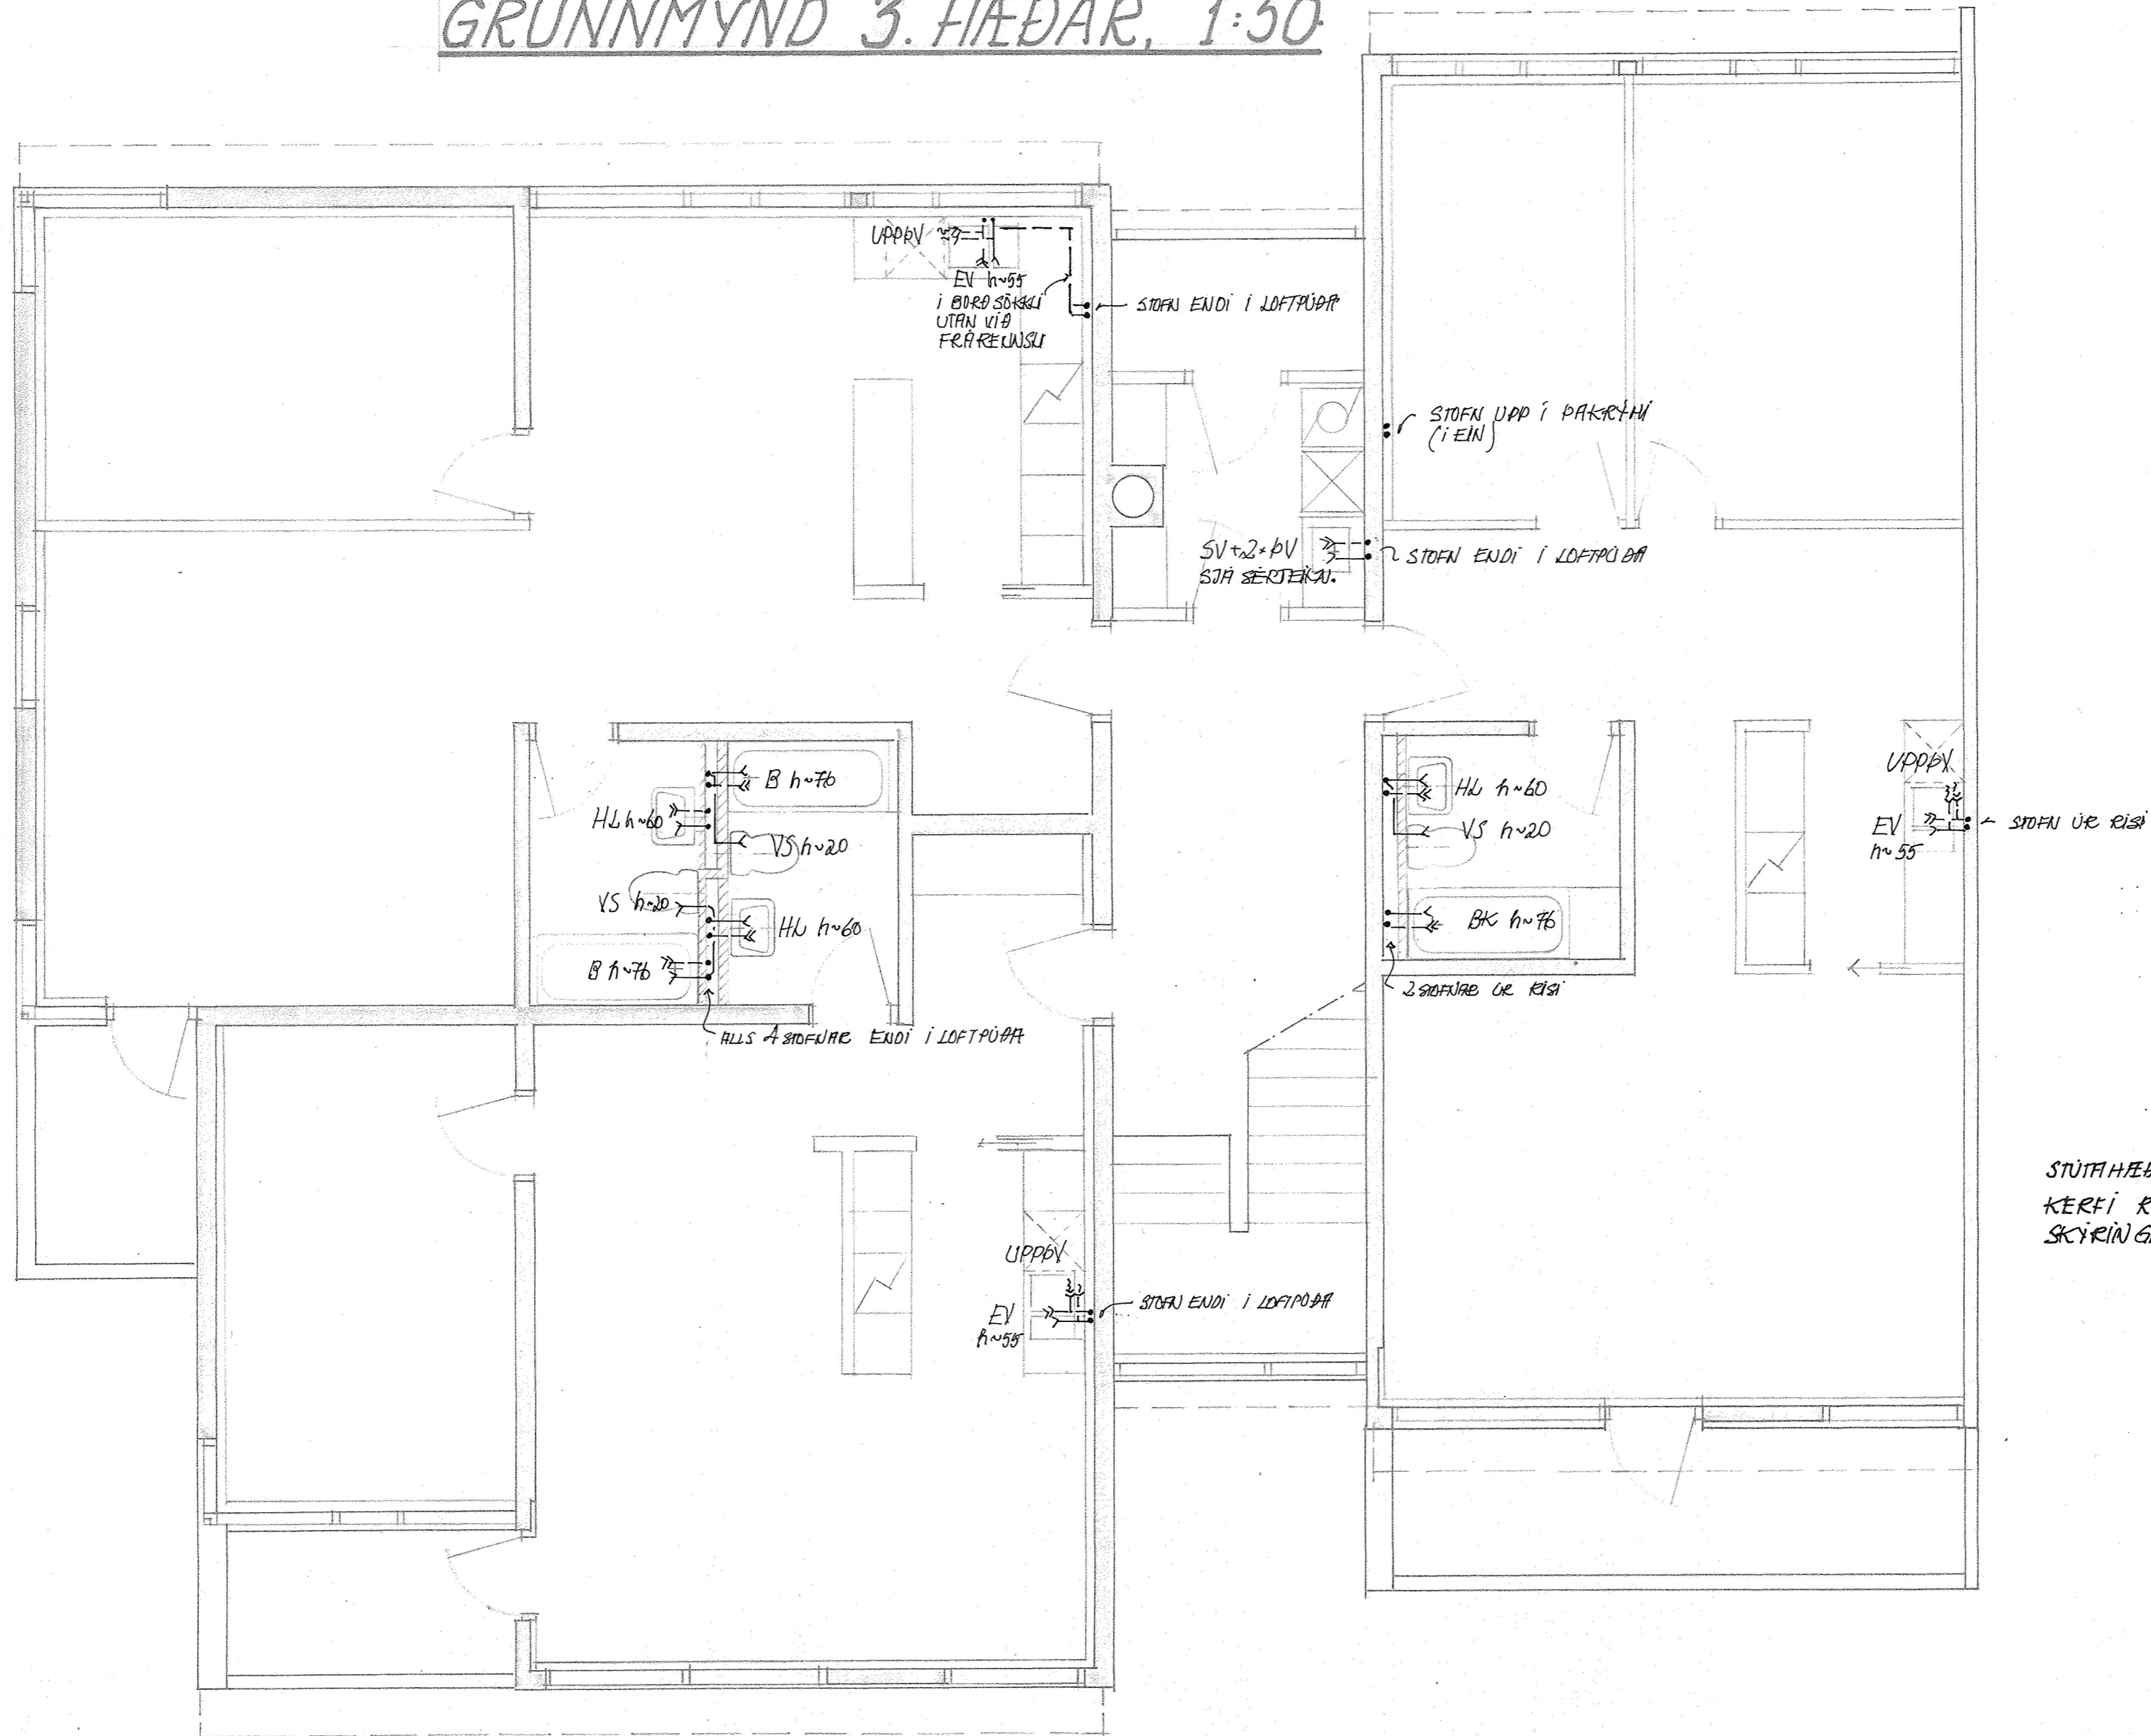 GRUNNMYND 3. HÆÐAR, 1:50
UPPÞV
EV h~55
Í BORÐSÖKKLI
UTAN VIÐ
FRÁRENNSLI
STOFN ENDI Í LOFTPÚÐA
STOFN UPP Í ÞAKRÝMI
(Í EIN)
SV+2×ÞV
SJÁ SÉRTEIKN.
STOFN ENDI Í LOFTPÚÐA
B h~76
HL h~60
VS h~20
VS h~20
HL h~60
B h~76
ALLS 4 STOFNAR ENDI Í LOFTPÚÐA
HL h~60
VS h~20
BK h~76
2 STOFNAR ÚR RISI
UPPÞV
EV
h~55
STOFN ÚR RISI
UPPÞV
EV
h~55
STOFN ENDI Í LOFTPÚÐA
STÚTAHÆÐ
KERFI R
SKÝRING